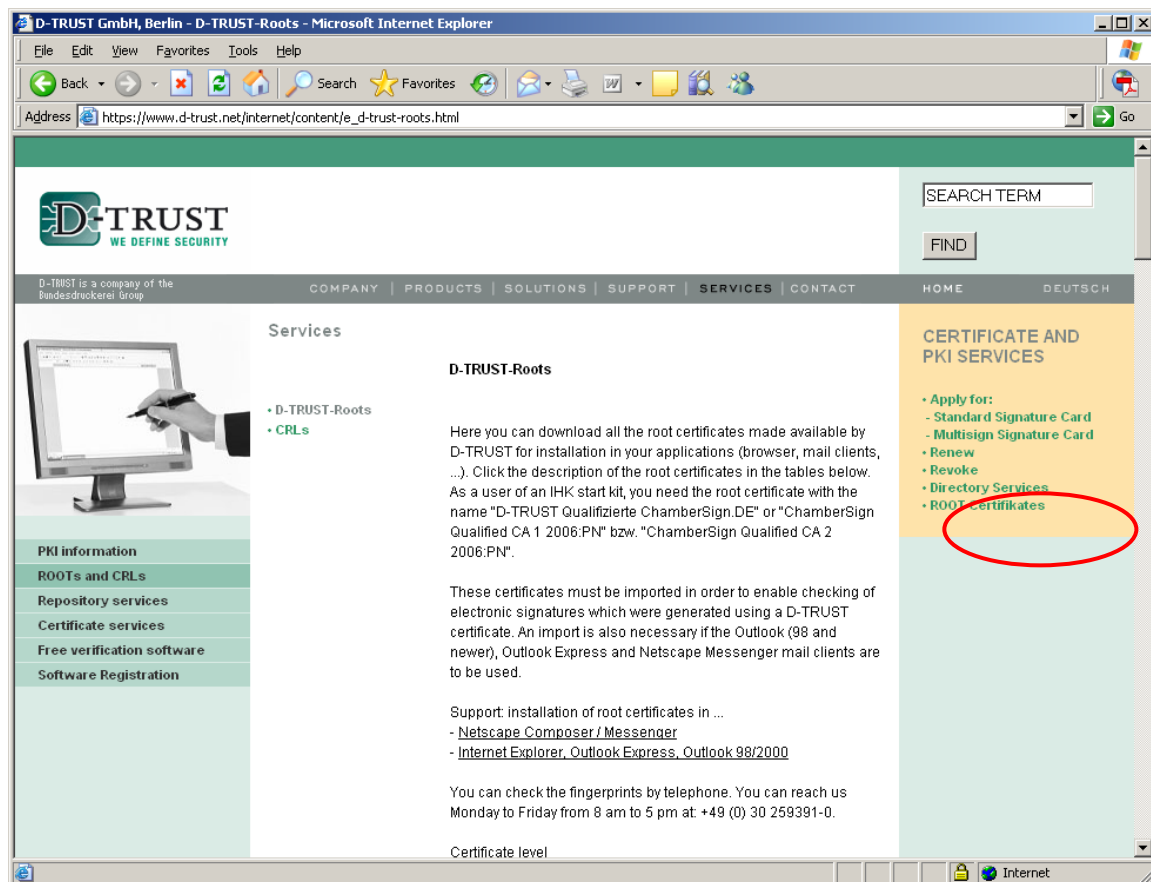 D-TRUST GmbH, Berlin - D-TRUST-Roots - Microsoft Internet Explorer
File Edit View Favorites Tools Help
Back Search Favorites
Address https://www.d-trust.net/internet/content/e_d-trust-roots.html Go
D-TRUST
WE DEFINE SECURITY
SEARCH TERM
FIND
D-TRUST is a company of the
Bundesdruckerei Group
COMPANY | PRODUCTS | SOLUTIONS | SUPPORT | SERVICES | CONTACT
HOME DEUTSCH
PKI information
ROOTs and CRLs
Repository services
Certificate services
Free verification software
Software Registration
Services
• D-TRUST-Roots
• CRLs
D-TRUST-Roots
Here you can download all the root certificates made available by
D-TRUST for installation in your applications (browser, mail clients,
...). Click the description of the root certificates in the tables below.
As a user of an IHK start kit, you need the root certificate with the
name "D-TRUST Qualifizierte ChamberSign.DE" or "ChamberSign
Qualified CA 1 2006:PN" bzw. "ChamberSign Qualified CA 2
2006:PN".
These certificates must be imported in order to enable checking of
electronic signatures which were generated using a D-TRUST
certificate. An import is also necessary if the Outlook (98 and
newer), Outlook Express and Netscape Messenger mail clients are
to be used.
Support: installation of root certificates in ...
- Netscape Composer / Messenger
- Internet Explorer, Outlook Express, Outlook 98/2000
You can check the fingerprints by telephone. You can reach us
Monday to Friday from 8 am to 5 pm at: +49 (0) 30 259391-0.
Certificate level
CERTIFICATE AND
PKI SERVICES
• Apply for:
- Standard Signature Card
- Multisign Signature Card
• Renew
• Revoke
• Directory Services
• ROOT Certifikates
Internet